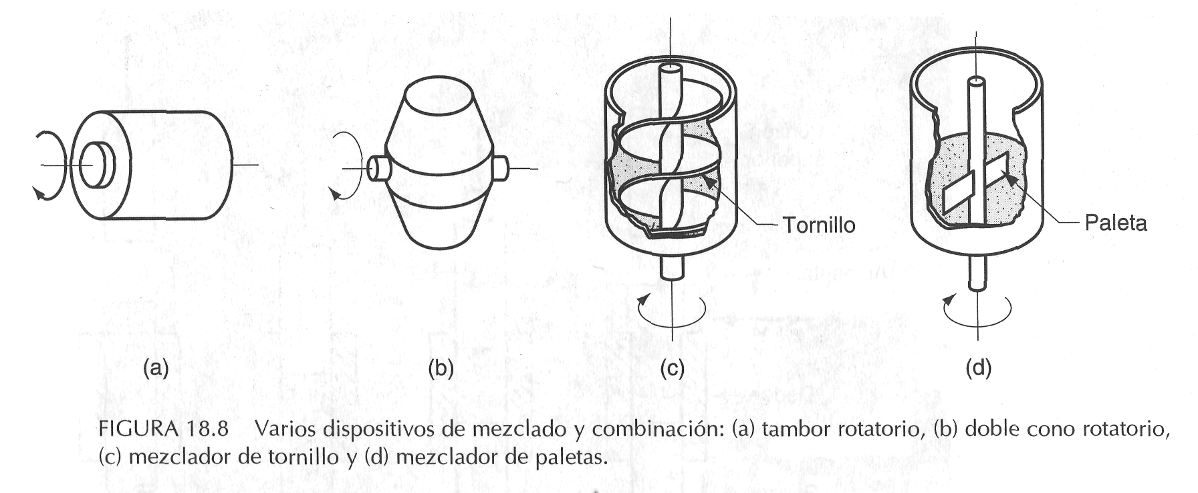 Tornillo
Paleta
(a)
(b)
(c)
(d)
FIGURA 18.8 Varios dispositivos de mezclado y combinación: (a) tambor rotatorio, (b) doble cono rotatorio,
(c) mezclador de tornillo y (d) mezclador de paletas.